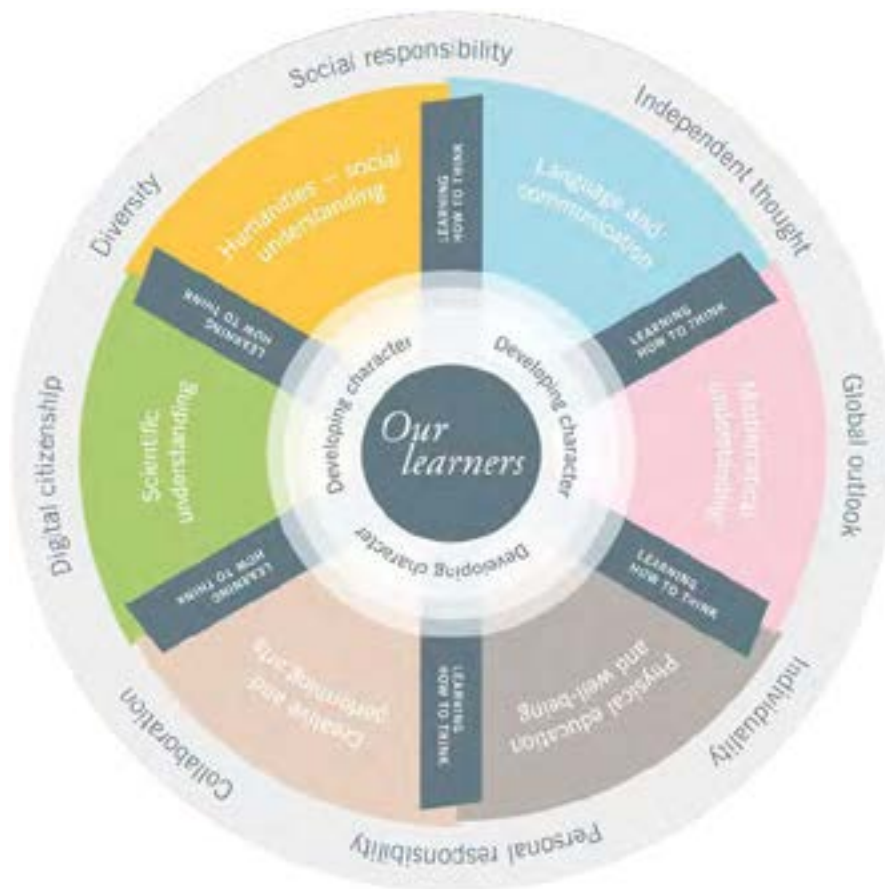 Social responsibility
Independent thought
Global outlook
Individuality
Personal responsibility
Collaboration
Digital citizenship
Diversity
Language and
communication
Mathematical
understanding
Physical education
and well-being
Creative and
performing arts
Scientific
understanding
Humanities – social
understanding
LEARNING
HOW TO THINK
LEARNING
HOW TO THINK
LEARNING
HOW TO THINK
LEARNING
HOW TO THINK
LEARNING
HOW TO THINK
LEARNING
HOW TO THINK
Developing character
Developing character
Developing character
Our
learners